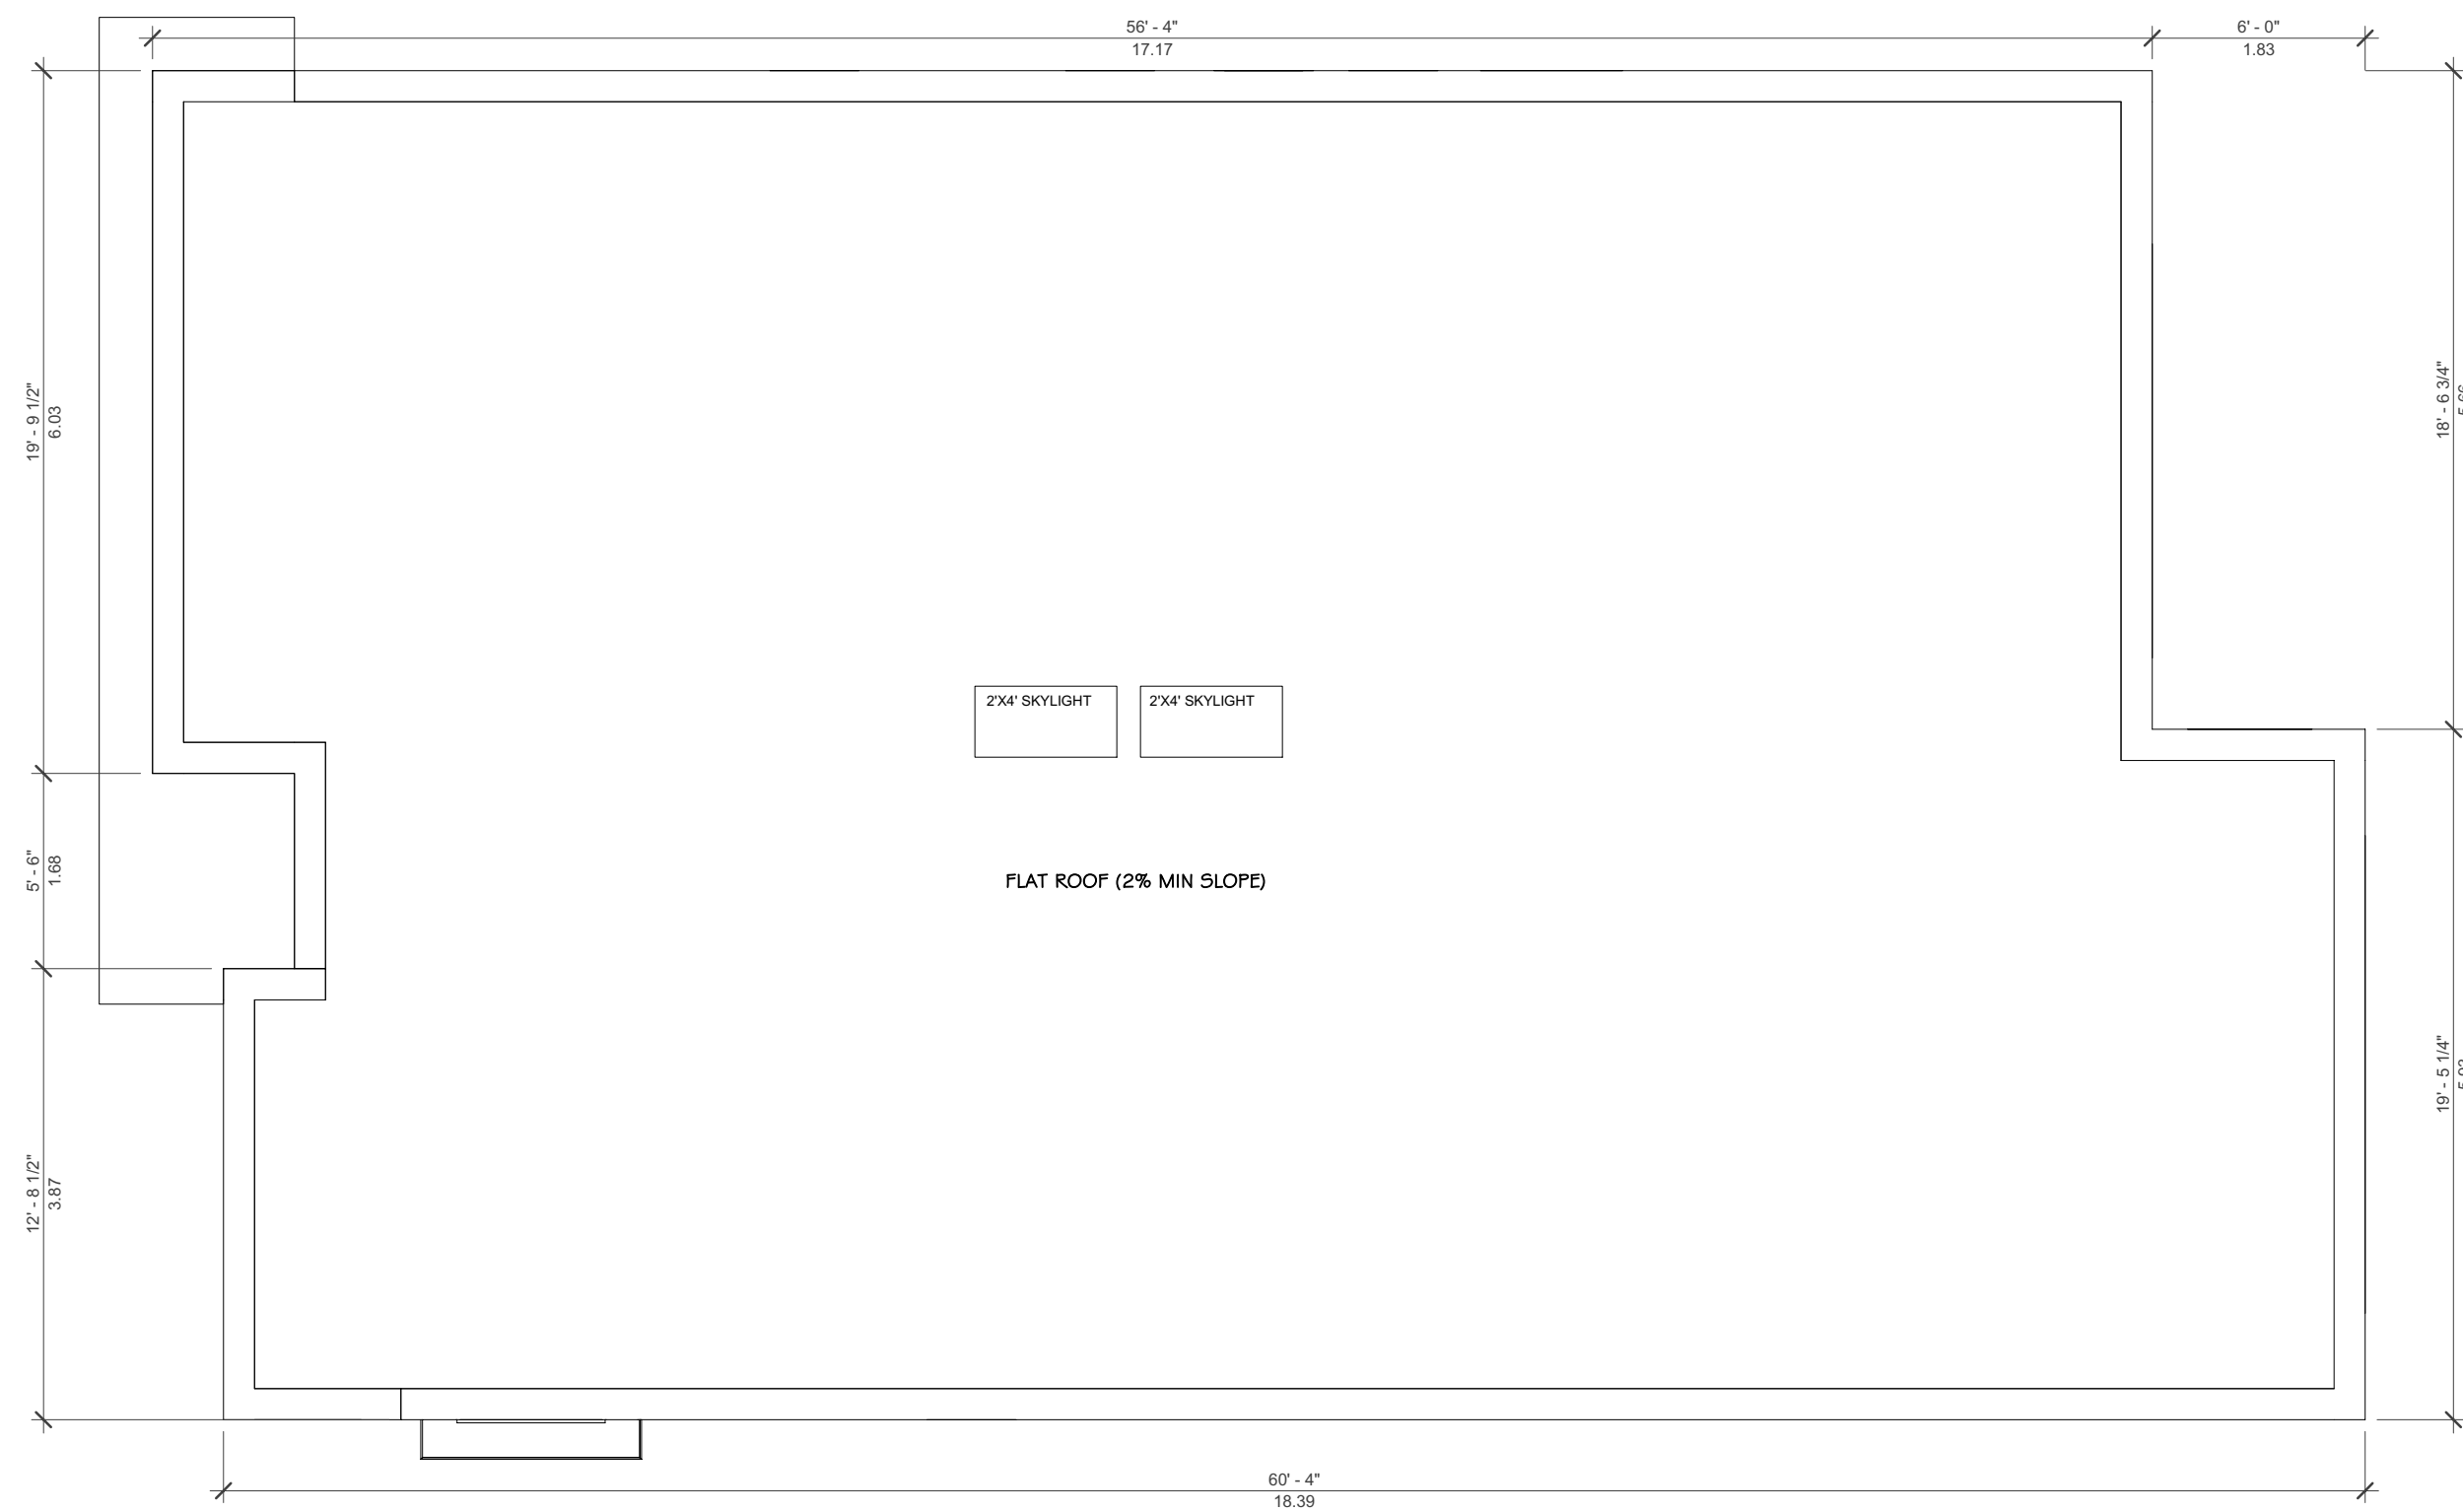 56' - 4"
17.17
6' - 0"
1.83
19' - 9 1/2"
6.03
18' - 6 3/4"
2'X4' SKYLIGHT
2'X4' SKYLIGHT
5' - 6"
1.68
FLAT ROOF (2% MIN SLOPE)
12' - 8 1/2"
3.87
19' - 5 1/4"
60' - 4"
18.39